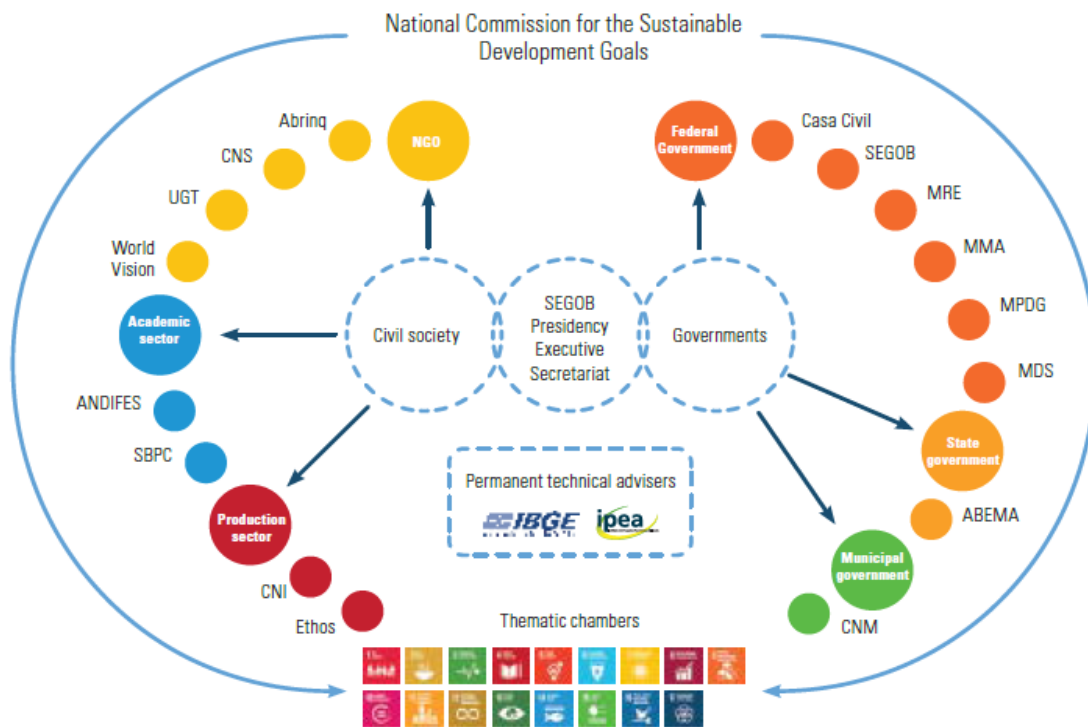 National Commission for the Sustainable
Development Goals
Abrinq
NGO
CNS
UGT
World
Vision
Academic
sector
ANDIFES
SBPC
Production
sector
CNI
Ethos
Civil society
SEGOB
Presidency
Executive
Secretariat
Governments
Federal
Government
Casa Civil
SEGOB
MRE
MMA
MPDG
MDS
State
government
ABEMA
Municipal
government
CNM
Permanent technical advisers
IBGE
ipea
Thematic chambers